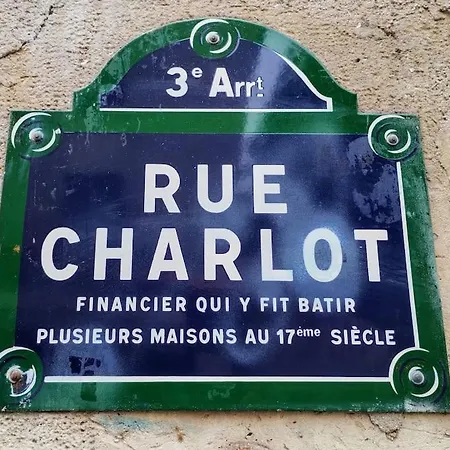 3e Arrt
RUE
CHARLOT
FINANCIER QUI Y FIT BATIR
PLUSIEURS MAISONS AU 17ème SIÈCLE